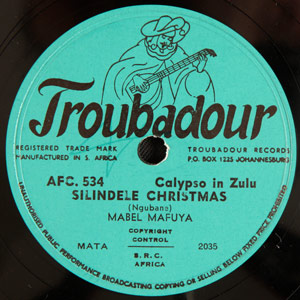 Troubadour
REGISTERED TRADE MARK
MANUFACTURED IN S. AFRICA
TROUBADOUR RECORDS
P.O. BOX 1225 JOHANNESBURG
AFC. 534 Calypso in Zulu
SILINDELE CHRISTMAS
(Ngubane)
MABEL MAFUYA
COPYRIGHT
CONTROL
MATA 2035
B.R.C.
AFRICA
UNAUTHORISED PUBLIC PERFORMANCE BROADCASTING COPYING OR SELLING BELOW FIXED PRICE PROHIBITED